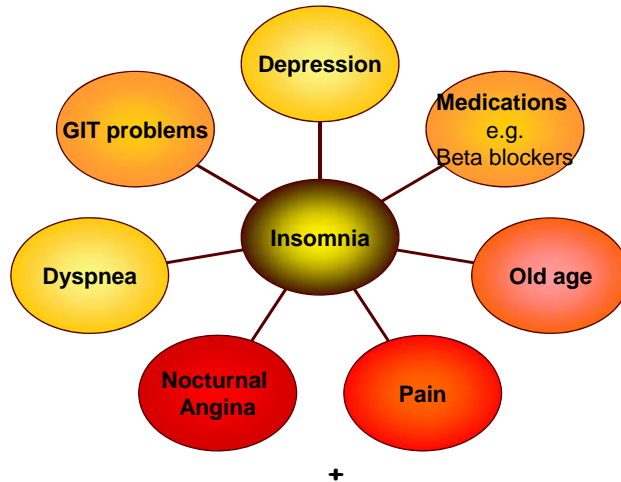 Depression
Medications
e.g.
Beta blockers
GIT problems
Insomnia
Dyspnea
Old age
Nocturnal
Angina
Pain
+